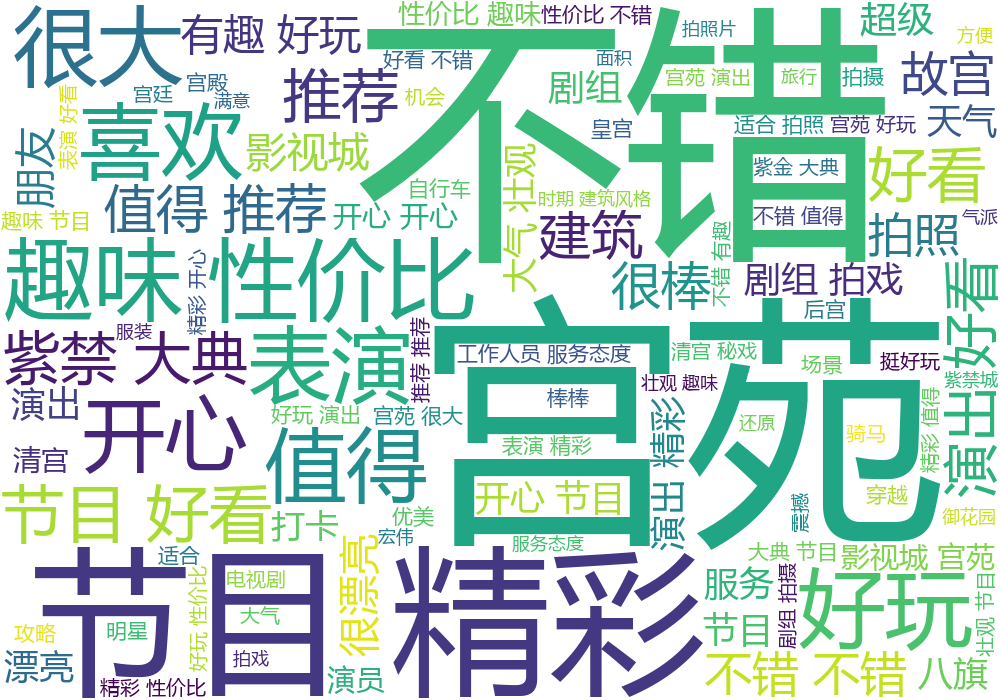 很大
有趣 好玩
性价比 趣味
性价比 不错
不错
拍照片
超级
方便
推荐
好看 不错
面积
剧组
宫苑 演出
旅行
拍摄
故宫
宫殿
宫廷
满意
机会
表演 好看
喜欢
影视城
皇宫
适合 拍照
宫苑 好玩
天气
朋友
值得 推荐
自行车
大气 壮观
时期 建筑风格
紫金 大典
好看
趣味 节目
开心 开心
建筑
不错 值得
拍照
气派
趣味 性价比
精彩 开心
很棒
不错 有趣
剧组 拍戏
好看
后宫
服装
紫禁 大典
表演
推荐 推荐
宫苑
工作人员 服务态度
清宫 秘戏
场景
挺好玩
壮观 趣味
紫禁城
演出
开心
好玩 演出
宫苑 很大
棒棒
演出 精彩
还原
骑马
精彩 值得
演出
清宫
值得
表演 精彩
节目 好看
开心 节目
穿越
打卡
优美
宏伟
服务态度
震撼
御花园
节目 精彩
适合
很漂亮
大典 节目
影视城 宫苑
电视剧
好玩 性价比
服务
剧组 拍摄
好玩
壮观 节目
大气
攻略
明星
节目
漂亮
拍戏
精彩 性价比
演员
不错 不错
八旗